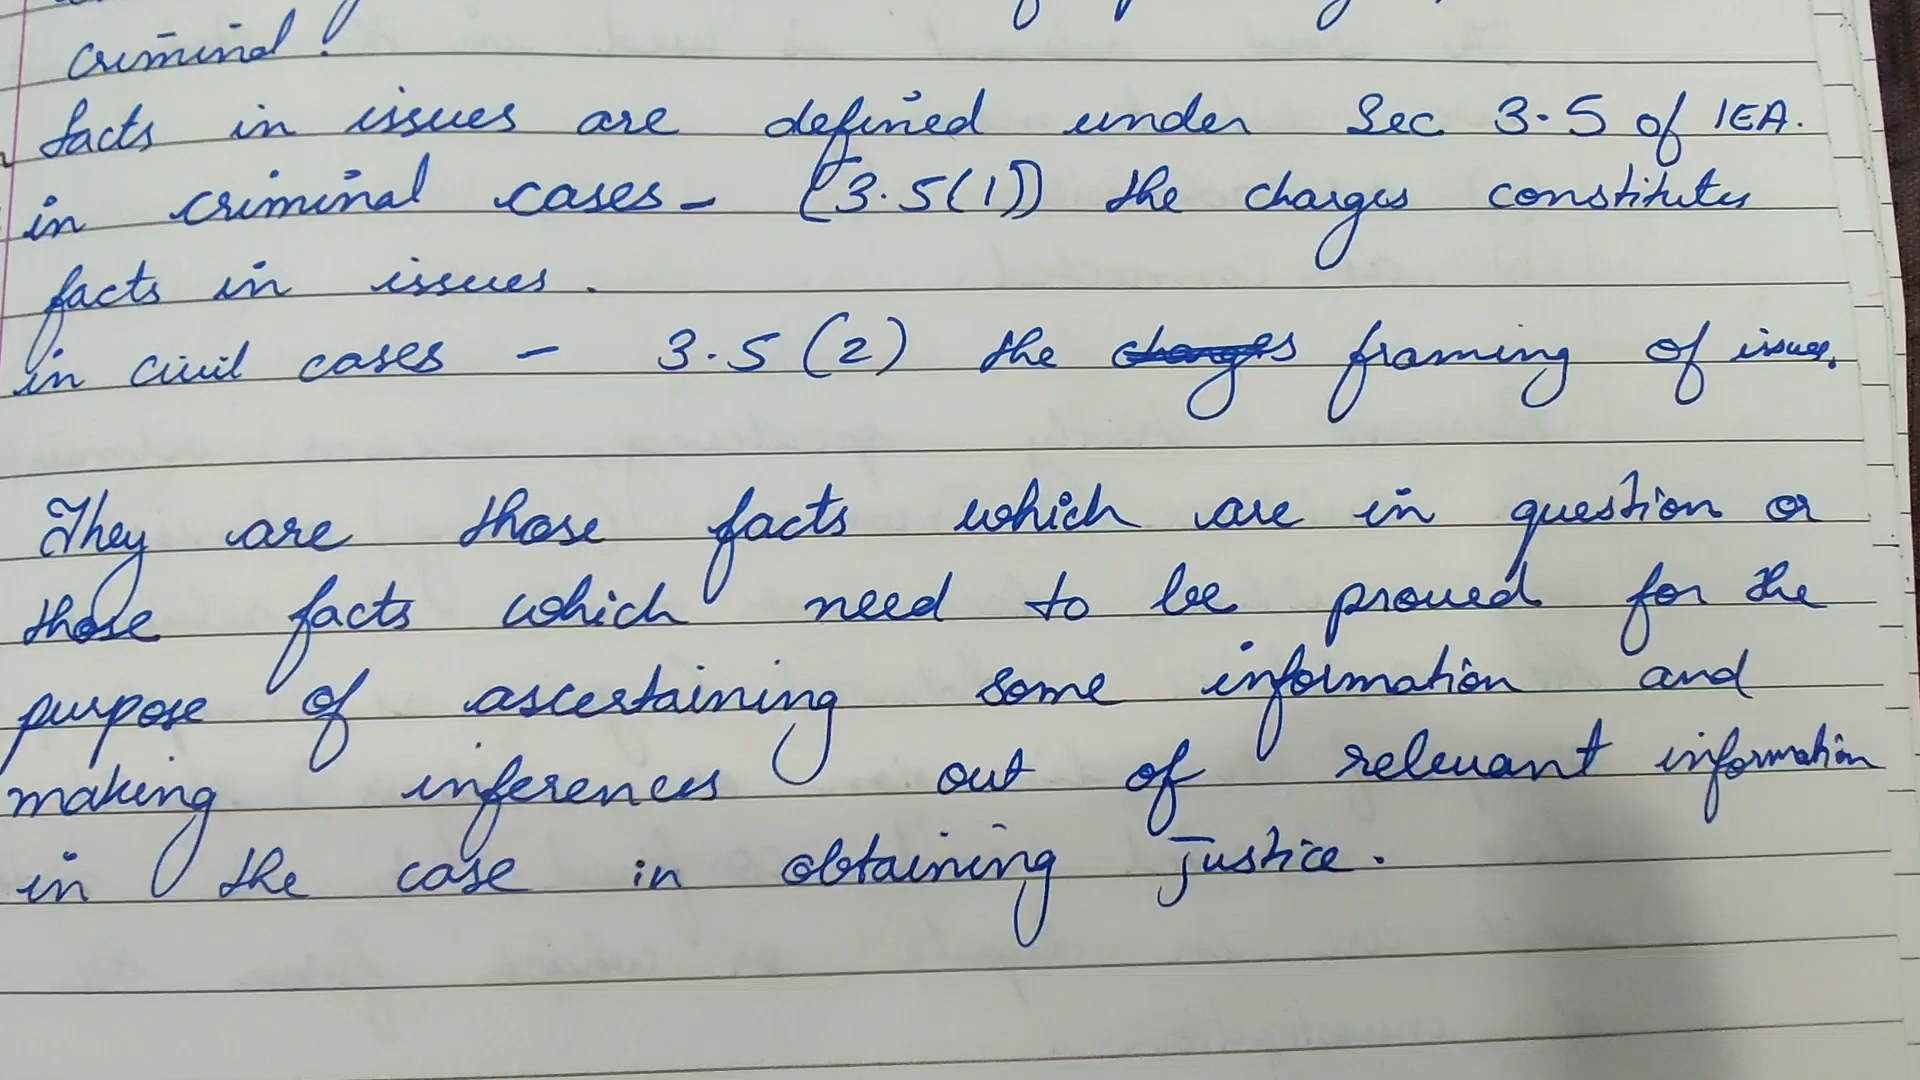 criminal?
facts in issues are defined under Sec 3.5 of IEA.
in criminal cases - [3.5(1)] the charges constitutes
facts in issues.
in civil cases - 3.5 (2) the charges framing of issues.
They are those facts which are in question or
those facts which need to be proved for the
purpose of ascertaining some information and
making inferences out of relevant information
in the case in obtaining justice.